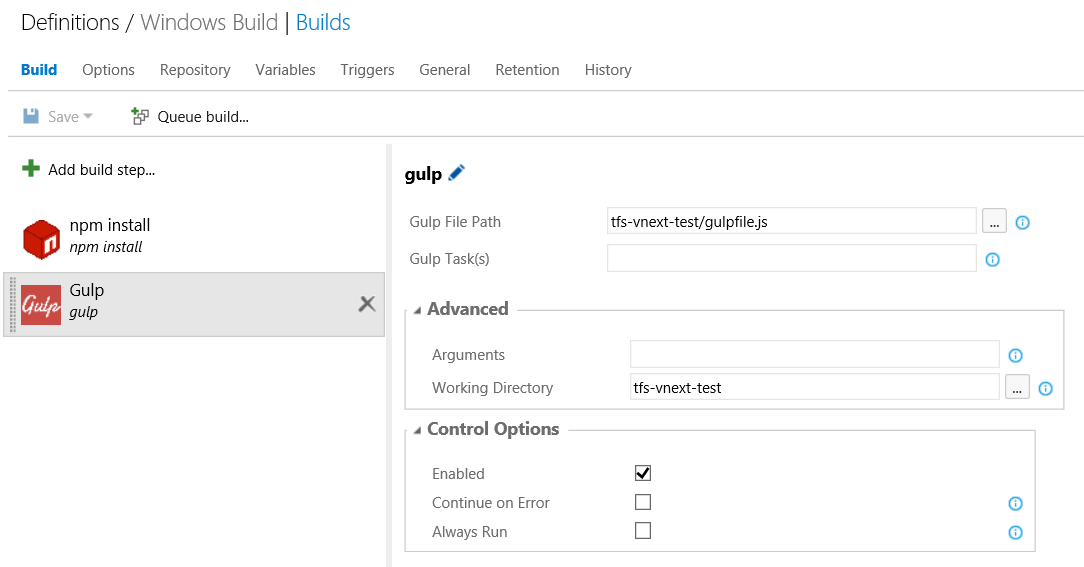 Definitions / Windows Build | Builds
Build Options Repository Variables Triggers General Retention History
Save Queue build...
Add build step...
npm install
npm install
Gulp
Gulp
gulp
gulp
Gulp File Path tfs-vnext-test/gulpfile.js ...
Gulp Task(s)
Advanced
Arguments
Working Directory tfs-vnext-test ...
Control Options
Enabled
Continue on Error
Always Run